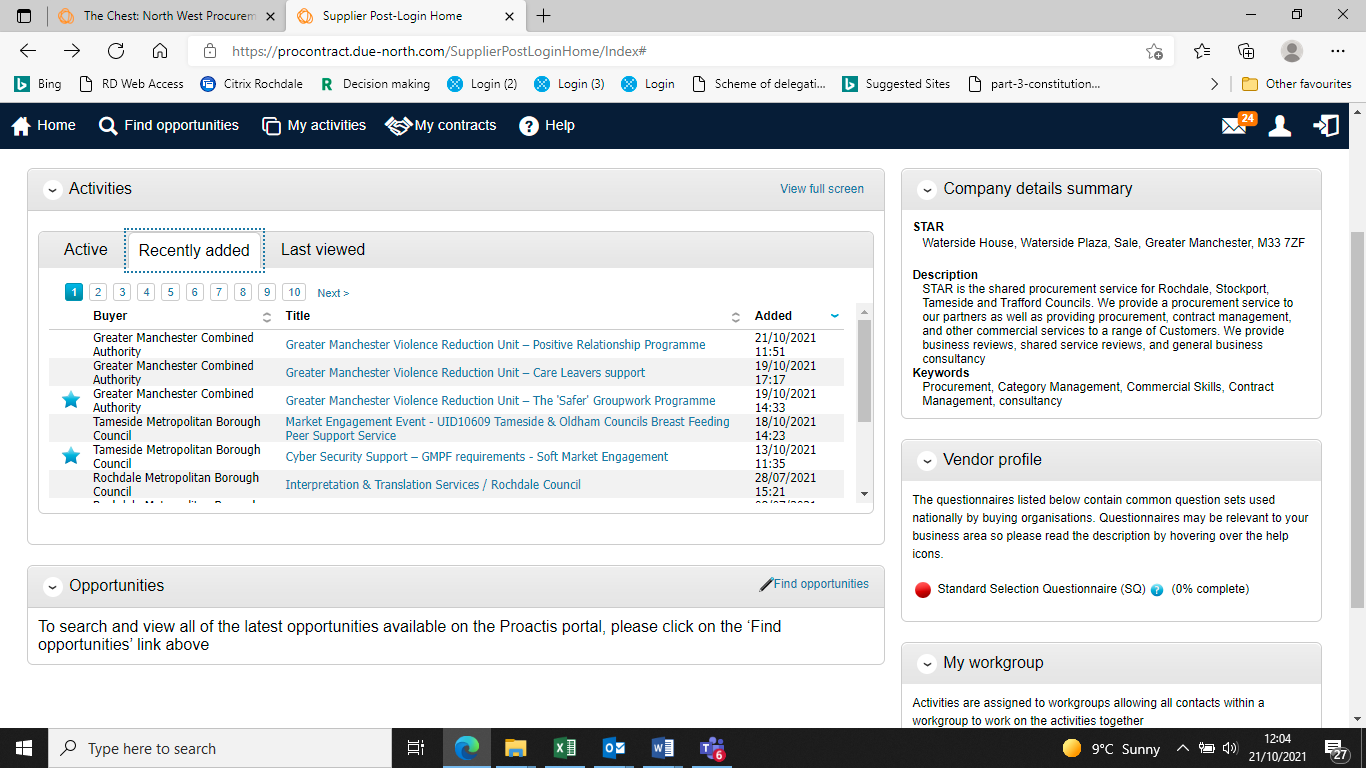 The Chest: North West Procurem
Supplier Post-Login Home
https://procontract.due-north.com/SupplierPostLoginHome/Index#
Bing
RD Web Access
Citrix Rochdale
R Decision making
Login (2)
Login (3)
Login
Scheme of delegati...
Suggested Sites
part-3-constitution...
Other favourites
Home
Find opportunities
My activities
My contracts
Help
24
Activities
View full screen
Active
Recently added
Last viewed
1 2 3 4 5 6 7 8 9 10 Next >
Buyer Title Added
Greater Manchester Combined Authority
Greater Manchester Violence Reduction Unit – Positive Relationship Programme
21/10/2021 11:51
Greater Manchester Combined Authority
Greater Manchester Violence Reduction Unit – Care Leavers support
19/10/2021 17:17
Greater Manchester Combined Authority
Greater Manchester Violence Reduction Unit – The 'Safer' Groupwork Programme
19/10/2021 14:33
Tameside Metropolitan Borough Council
Market Engagement Event - UID10609 Tameside & Oldham Councils Breast Feeding
Peer Support Service
18/10/2021 14:23
Tameside Metropolitan Borough Council
Cyber Security Support – GMPF requirements - Soft Market Engagement
13/10/2021 11:35
Rochdale Metropolitan Borough Council
Interpretation & Translation Services / Rochdale Council
28/07/2021 15:21
Opportunities
Find opportunities
To search and view all of the latest opportunities available on the Proactis portal, please click on the ‘Find
opportunities’ link above
Company details summary
STAR
Waterside House, Waterside Plaza, Sale, Greater Manchester, M33 7ZF
Description
STAR is the shared procurement service for Rochdale, Stockport,
Tameside and Trafford Councils. We provide a procurement service to
our partners as well as providing procurement, contract management,
and other commercial services to a range of Customers. We provide
business reviews, shared service reviews, and general business
consultancy
Keywords
Procurement, Category Management, Commercial Skills, Contract
Management, consultancy
Vendor profile
The questionnaires listed below contain common question sets used
nationally by buying organisations. Questionnaires may be relevant to your
business area so please read the description by hovering over the help
icons.
Standard Selection Questionnaire (SQ) ? (0% complete)
My workgroup
Activities are assigned to workgroups allowing all contacts within a
workgroup to work on the activities together
Type here to search
6
9°C Sunny
12:04
21/10/2021
27